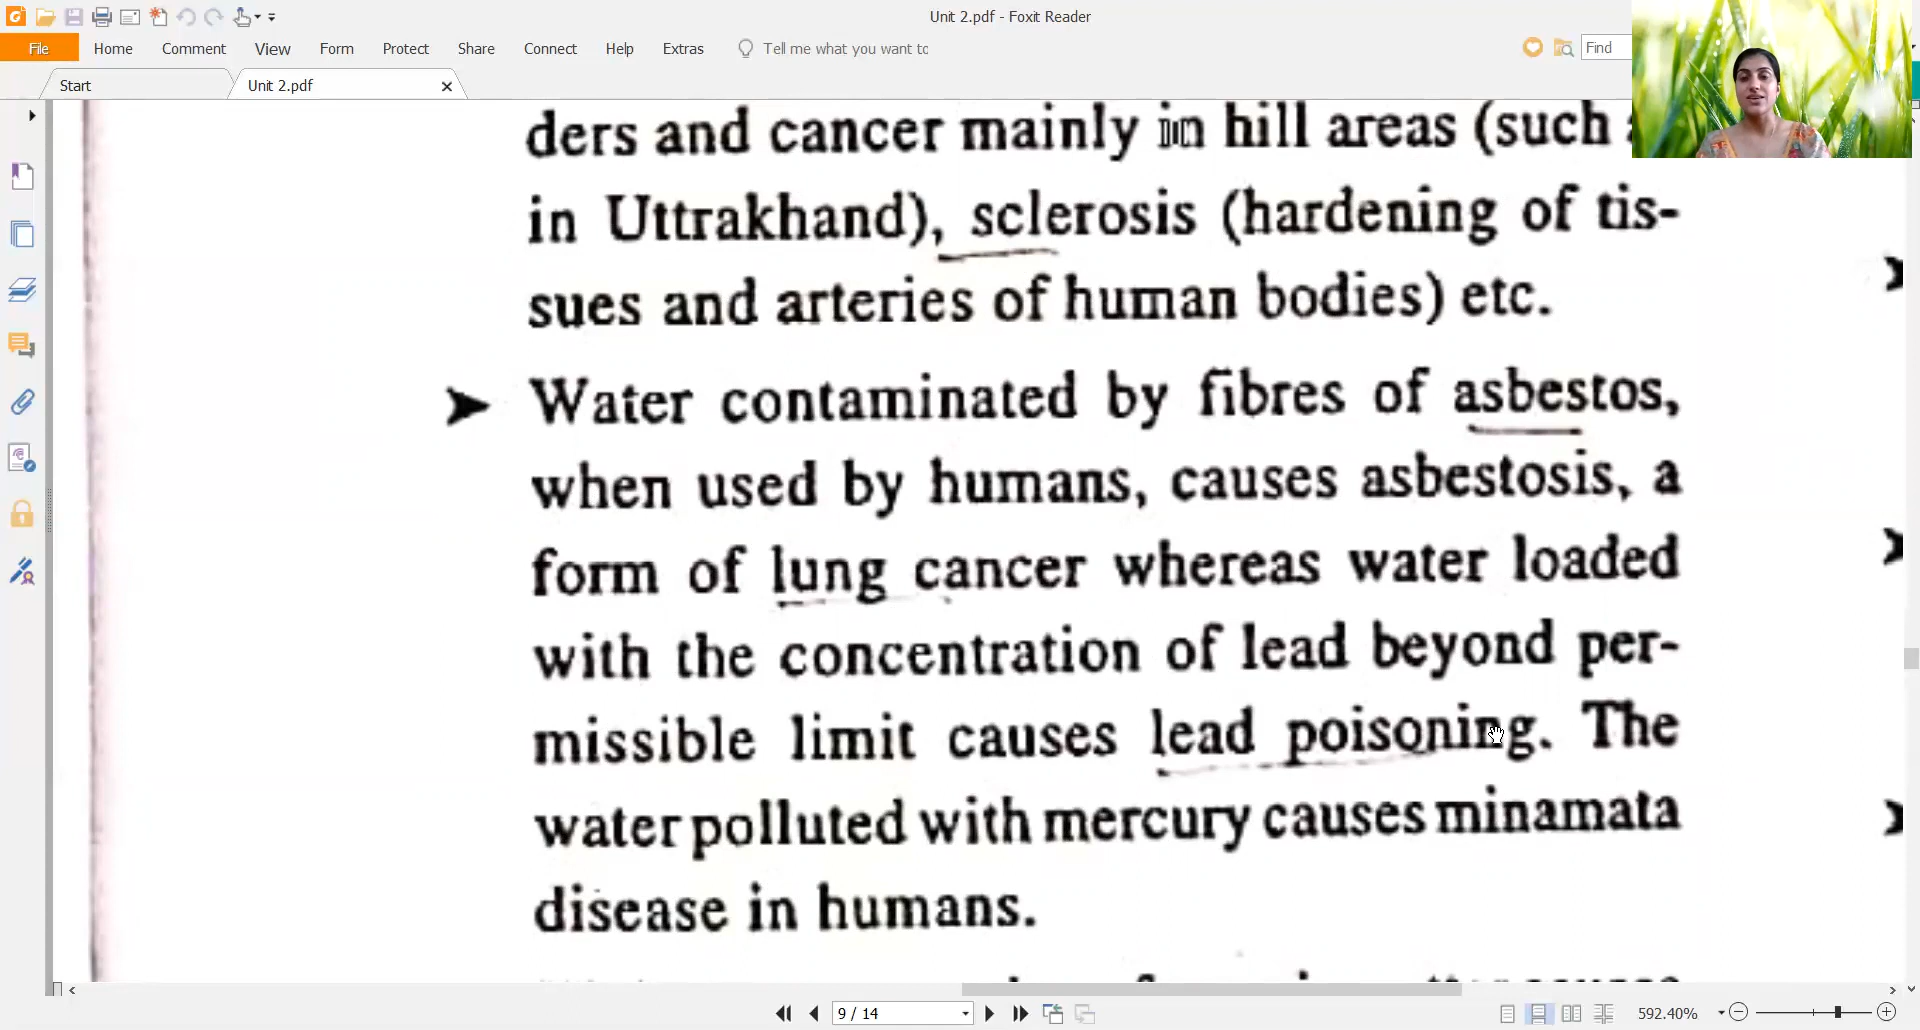 Unit 2.pdf - Foxit Reader
File Home Comment View Form Protect Share Connect Help Extras Tell me what you want to Find
Start Unit 2.pdf
ders and cancer mainly in hill areas (such
in Uttrakhand), sclerosis (hardening of tis-
sues and arteries of human bodies) etc.
➤ Water contaminated by fibres of asbestos,
when used by humans, causes asbestosis, a
form of lung cancer whereas water loaded
with the concentration of lead beyond per-
missible limit causes lead poisoning. The
water polluted with mercury causes minamata
disease in humans.
9 / 14 592.40%